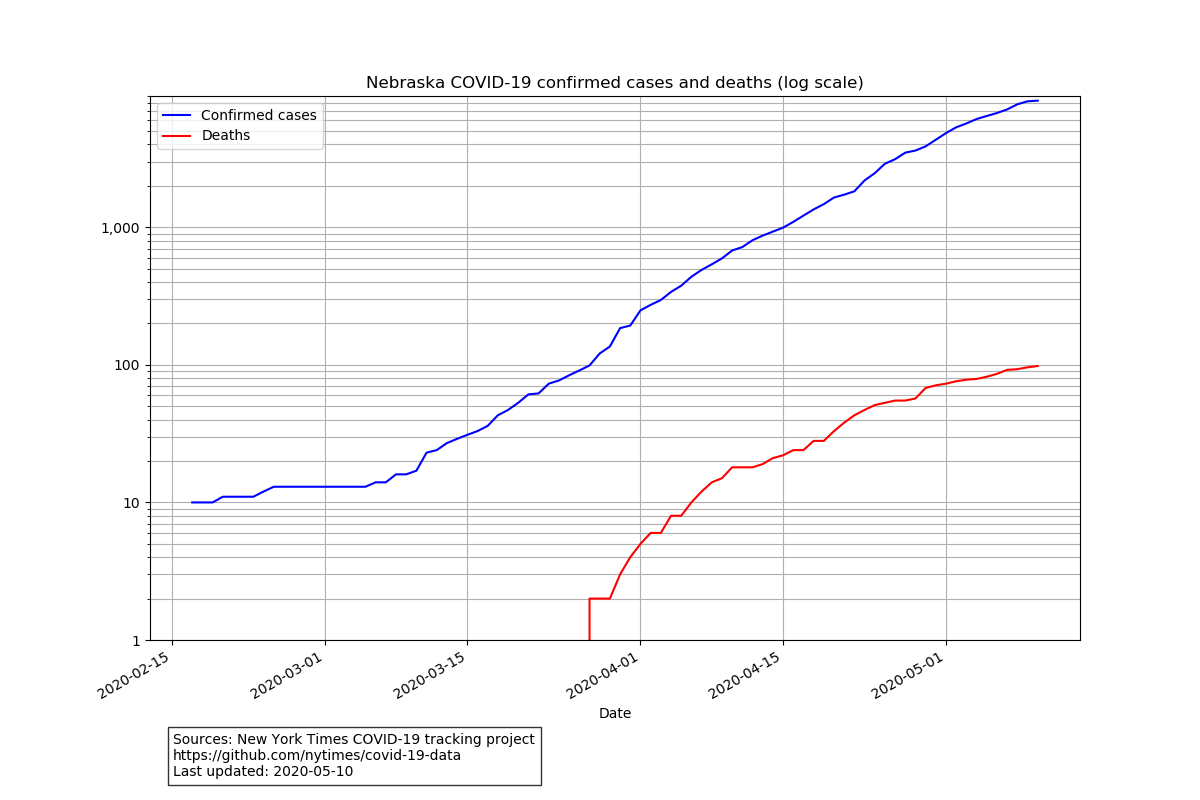 Nebraska COVID-19 confirmed cases and deaths (log scale)
Confirmed cases
Deaths
1,000
100
10
1
2020-02-15
2020-03-01
2020-03-15
2020-04-01
2020-04-15
2020-05-01
Date
Sources: New York Times COVID-19 tracking project
https://github.com/nytimes/covid-19-data
Last updated: 2020-05-10